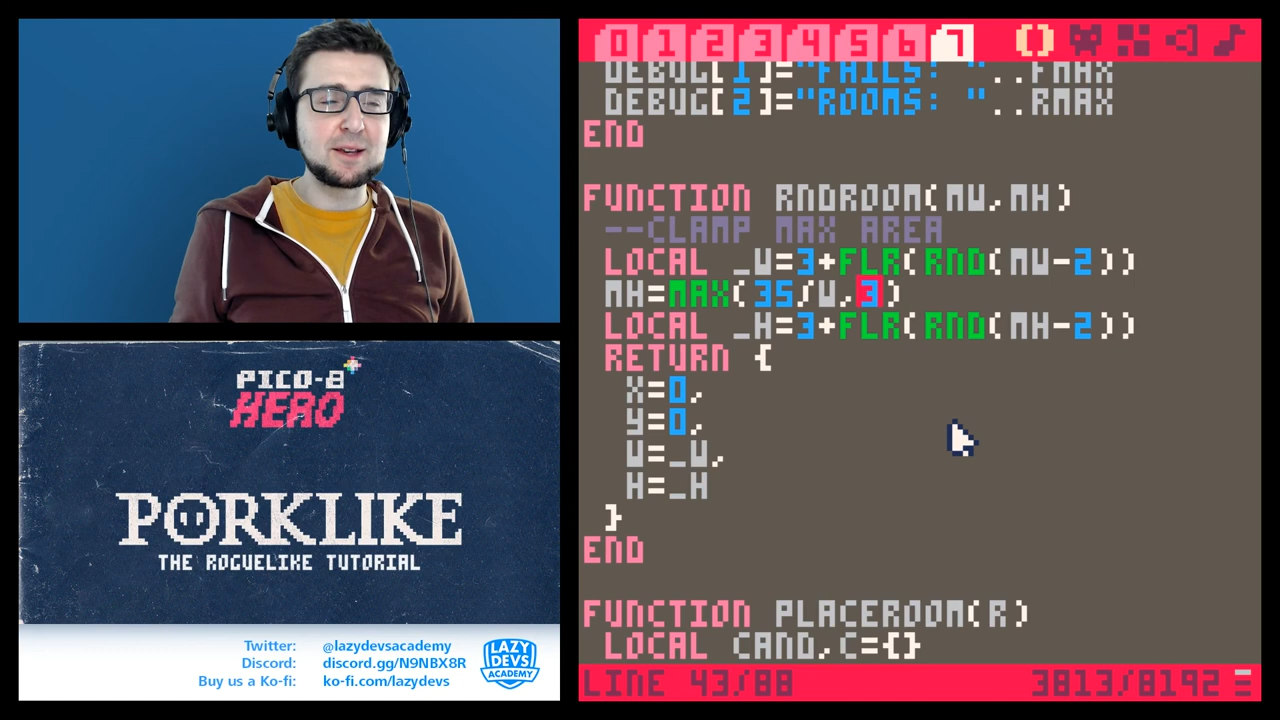 PICO-8
HERO
PORKLIKE
THE ROGUELIKE TUTORIAL
Twitter: @lazydevsacademy
Discord: discord.gg/N9NBX8R
Buy us a Ko-fi: ko-fi.com/lazydevs
LAZY
DEVS
ACADEMY
0 1 2 3 4 5 6 7 ()
DEBUG[1]="FAILS: "..FMAX
DEBUG[2]="ROOMS: "..RMAX
END
FUNCTION RNDROOM(MW,MH)
--CLAMP MAX AREA
LOCAL _W=3+FLR(RND(MW-2))
MH=MAX(35/W,3)
LOCAL _H=3+FLR(RND(MH-2))
RETURN {
X=0,
Y=0,
W=_W,
H=_H
}
END
FUNCTION PLACEROOM(R)
LOCAL CAND,C={}
LINE 43/88 3813/8192